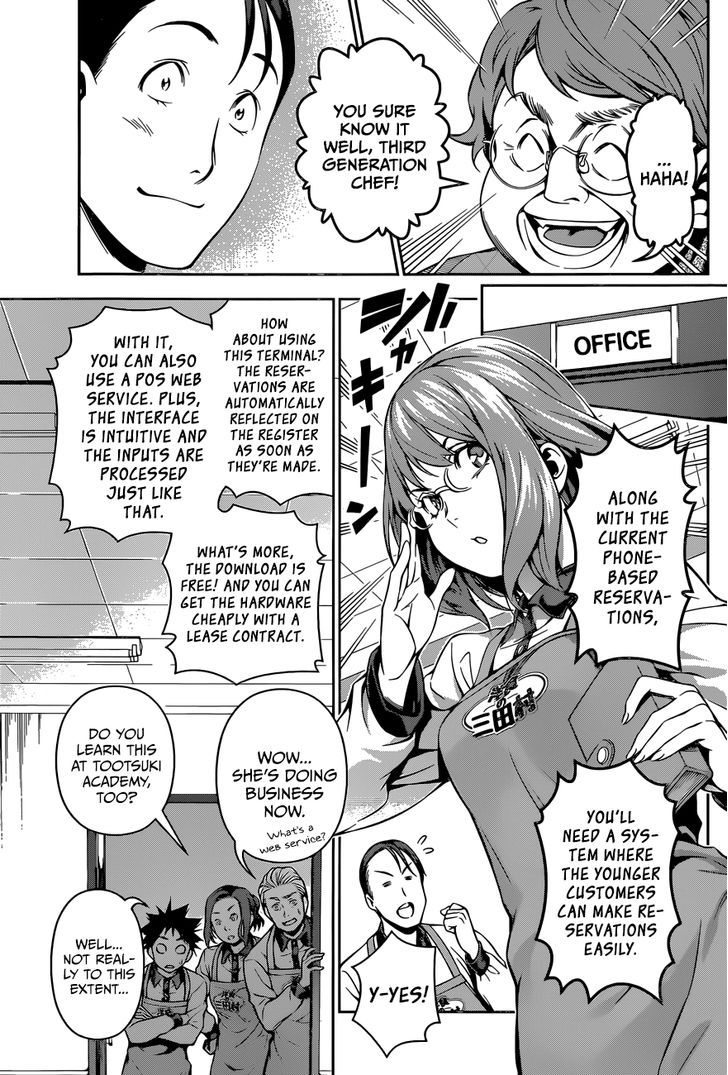 ...
HAHA!
YOU SURE
KNOW IT
WELL, THIRD
GENERATION
CHEF!
OFFICE
ジャキーン
ALONG
WITH THE
CURRENT
PHONE-
BASED
RESERVA-
TIONS,
三田村
YOU'LL
NEED A SYS-
TEM WHERE
THE YOUNGER
CUSTOMERS
CAN MAKE RE-
SERVATIONS
EASILY.
Y-YES!
HOW
ABOUT USING
THIS TERMINAL?
THE RESER-
VATIONS ARE
AUTOMATICALLY
REFLECTED ON
THE REGISTER
AS SOON AS
THEY'RE MADE.
WITH IT,
YOU CAN ALSO
USE A POS WEB
SERVICE. PLUS,
THE INTERFACE
IS INTUITIVE AND
THE INPUTS ARE
PROCESSED
JUST LIKE
THAT.
WHAT'S MORE,
THE DOWNLOAD IS
FREE! AND YOU CAN
GET THE HARDWARE
CHEAPLY WITH A
LEASE CONTRACT.
WOW...
SHE'S DOING
BUSINESS
NOW.
What's a
web service?
DO YOU
LEARN THIS
AT TOOTSUKI
ACADEMY,
TOO?
WELL...
NOT REAL-
LY TO THIS
EXTENT...